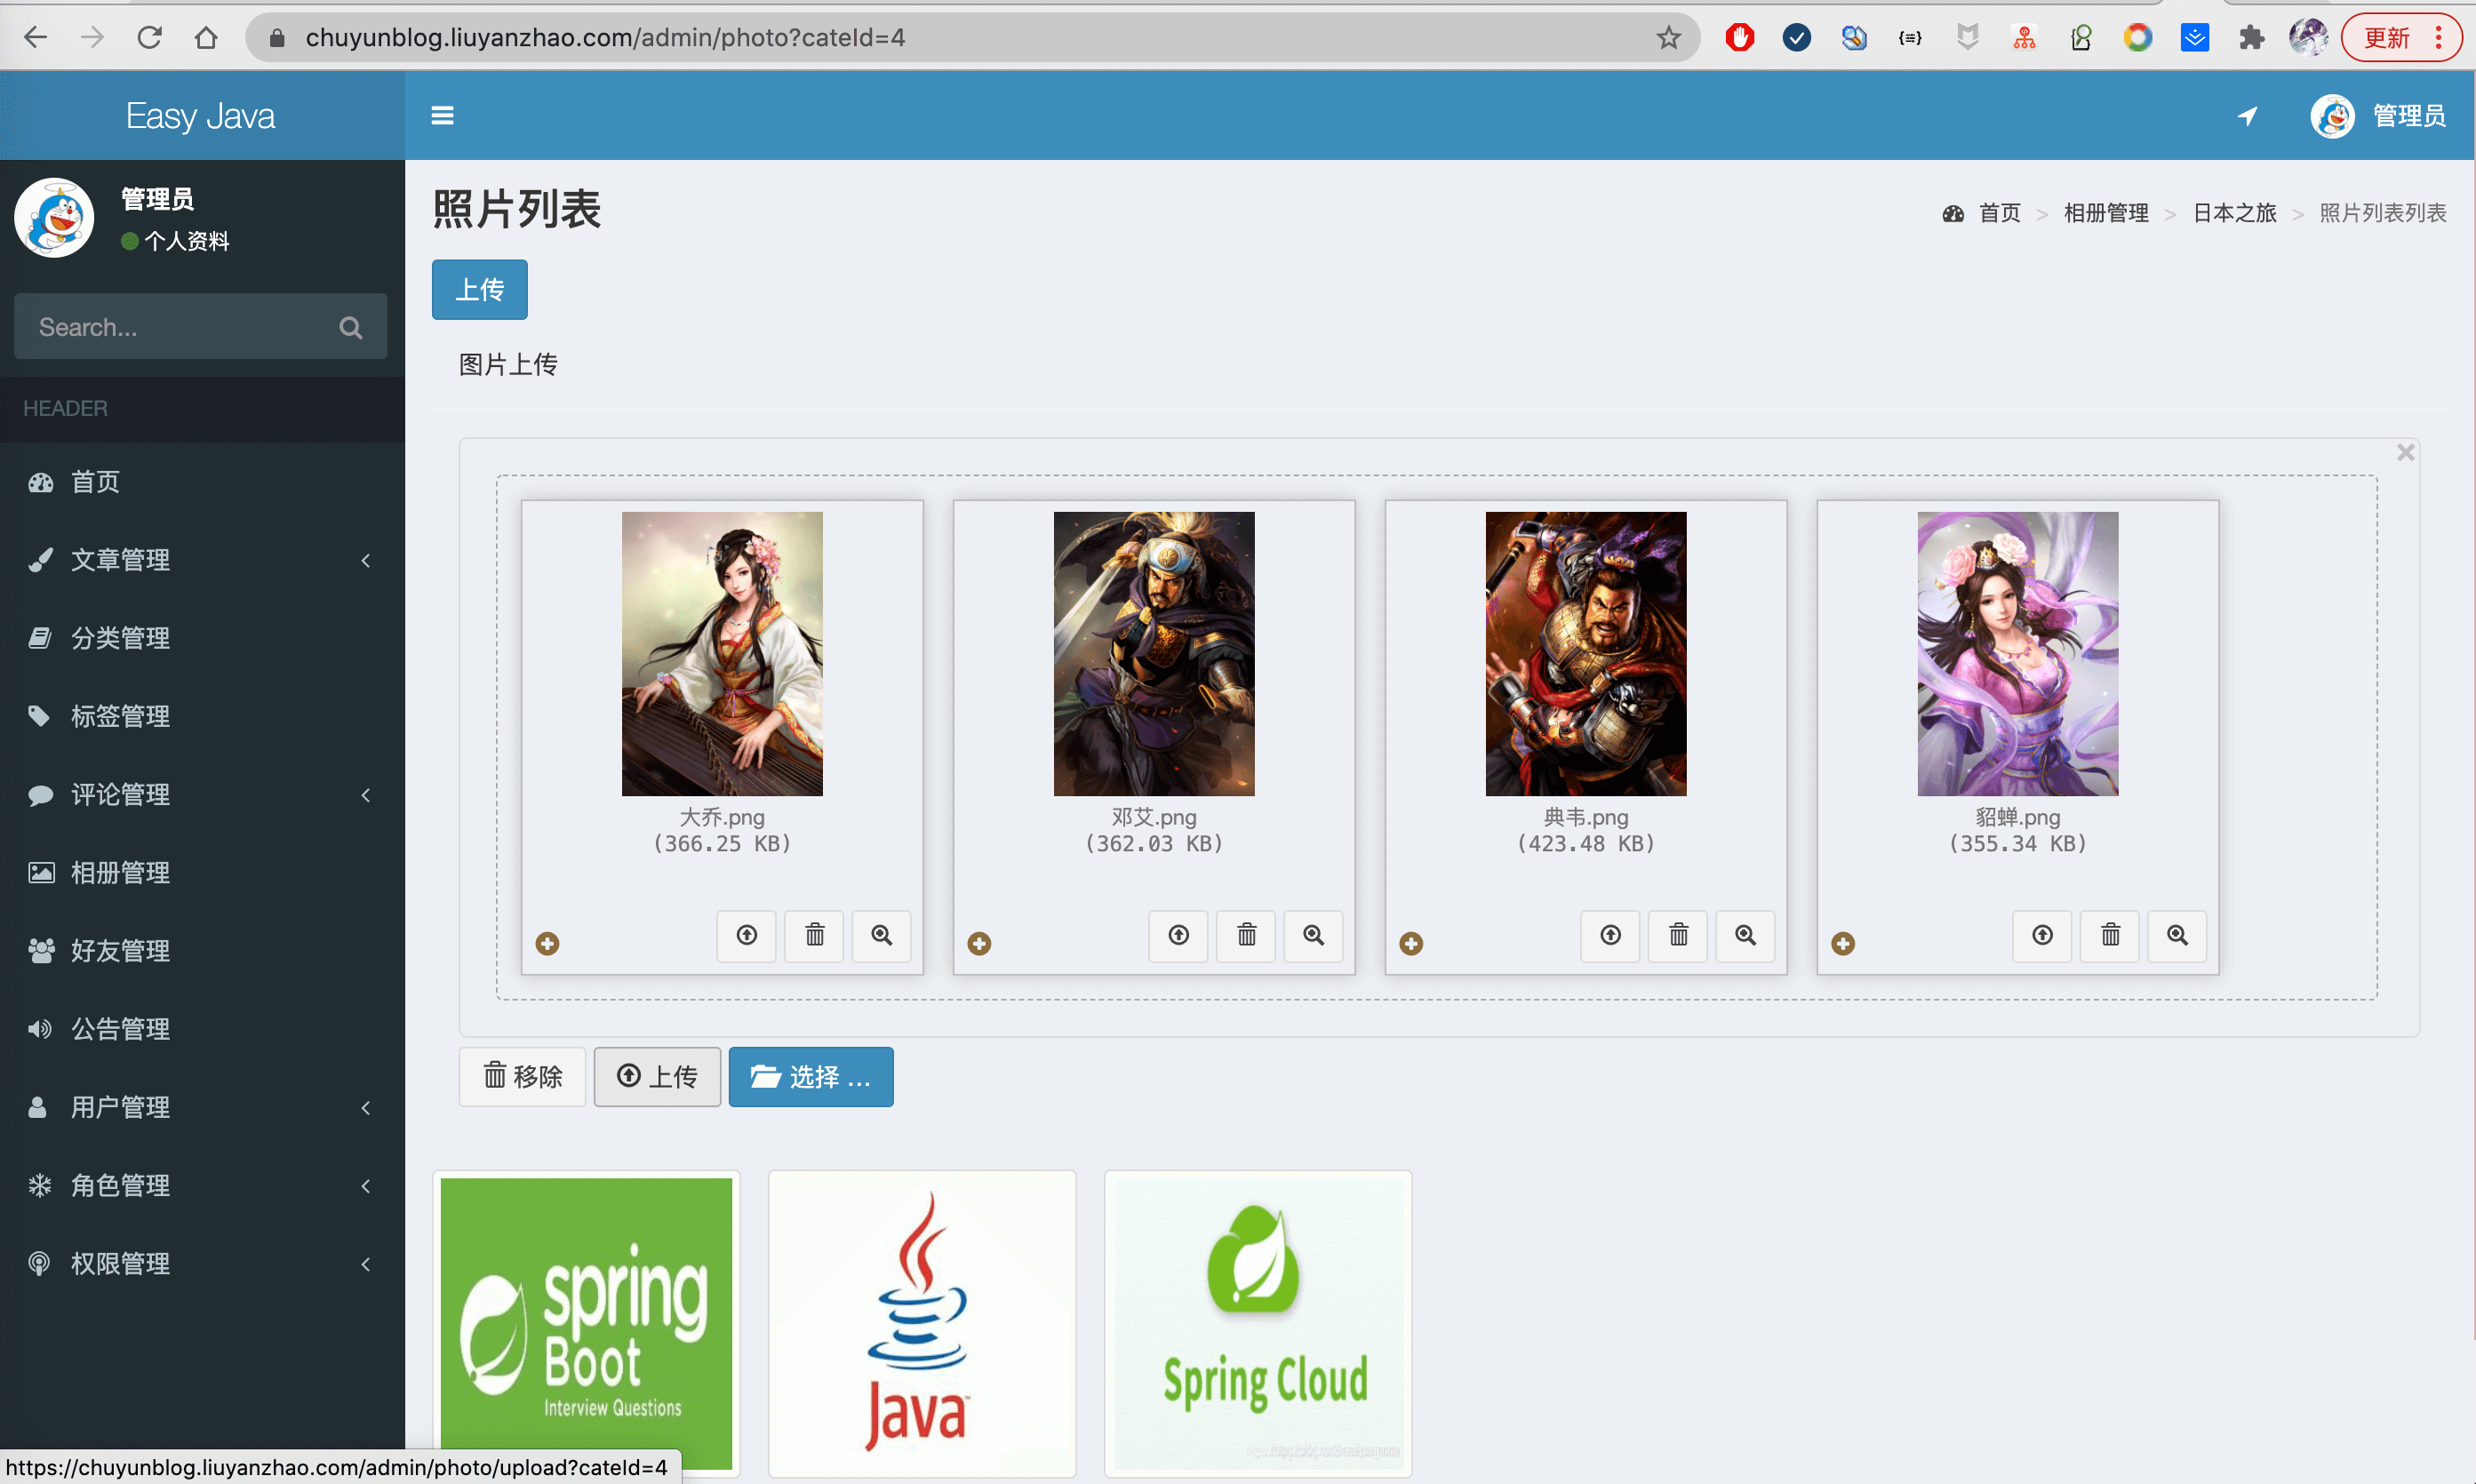 chuyunblog.liuyanzhao.com/admin/photo?cateId=4
更新
Easy Java
管理员
管理员
个人资料
Search...
HEADER
首页
文章管理
分类管理
标签管理
评论管理
相册管理
好友管理
公告管理
用户管理
角色管理
权限管理
照片列表
首页 > 相册管理 > 日本之旅 > 照片列表列表
上传
图片上传
大乔.png
(366.25 KB)
邓艾.png
(362.03 KB)
典韦.png
(423.48 KB)
貂蝉.png
(355.34 KB)
移除
上传
选择 ...
spring
Boot
Interview Questions
Java
Spring Cloud
https://chuyunblog.liuyanzhao.com/admin/photo/upload?cateId=4